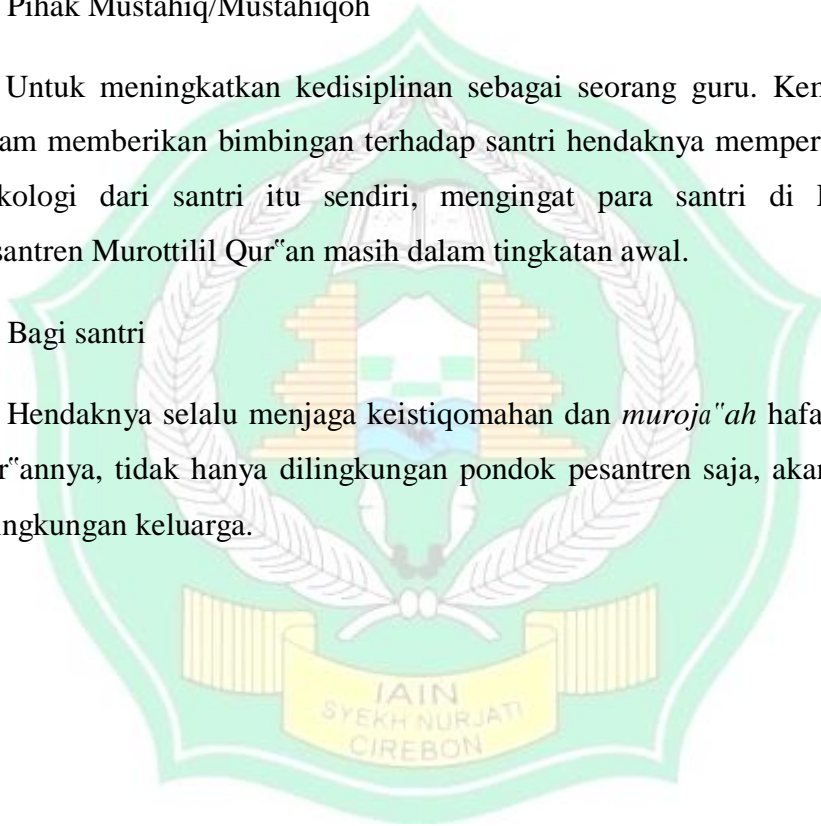 Pihak Mustahiq/Mustahiqoh
Untuk meningkatkan kedisiplinan sebagai seorang guru. Ken
am memberikan bimbingan terhadap santri hendaknya memper
kologi dari santri itu sendiri, mengingat para santri di
santren Murottilil Qur‟an masih dalam tingkatan awal.
Bagi santri
Hendaknya selalu menjaga keistiqomahan dan muroja‟ah hafa
r‟annya, tidak hanya dilingkungan pondok pesantren saja, akan
ngkungan keluarga.
IAIN
SYEKH NURJATI
CIREBON